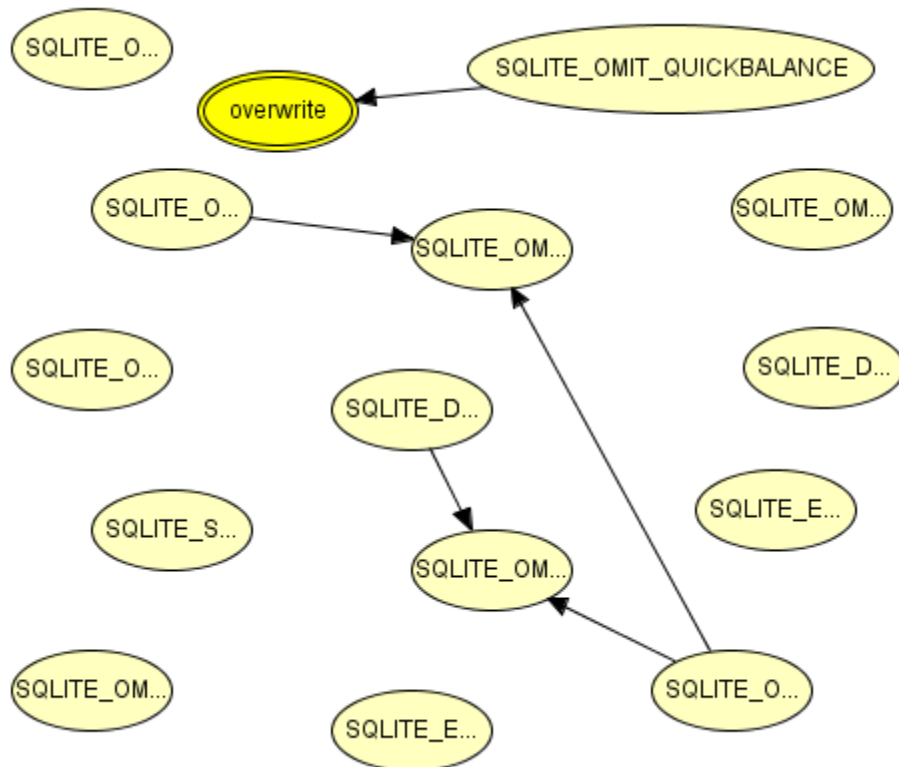 SQLITE_O...
SQLITE_OMIT_QUICKBALANCE
overwrite
SQLITE_O...
SQLITE_OM...
SQLITE_OM...
SQLITE_O...
SQLITE_D...
SQLITE_D...
SQLITE_S...
SQLITE_E...
SQLITE_OM...
SQLITE_OM...
SQLITE_O...
SQLITE_E...